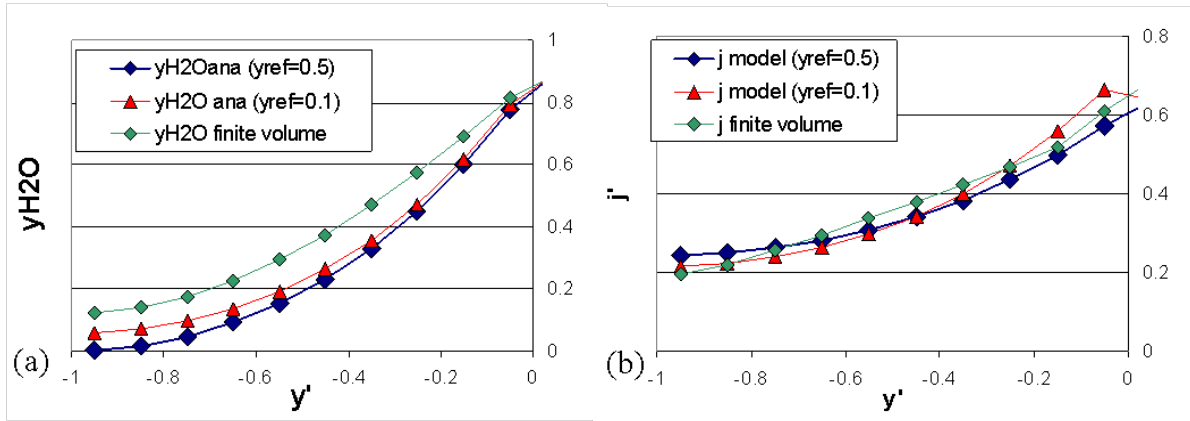 yH2Oana (yref=0.5)
yH2O ana (yref=0.1)
yH2O finite volume
yH2O
1
0.8
0.6
0.4
0.2
0
-1
-0.8
-0.6
-0.4
-0.2
0
y'
(a)
j model (yref=0.5)
j model (yref=0.1)
j finite volume
j'
0.8
0.6
0.4
0.2
0
-1
-0.8
-0.6
-0.4
-0.2
0
y'
(b)